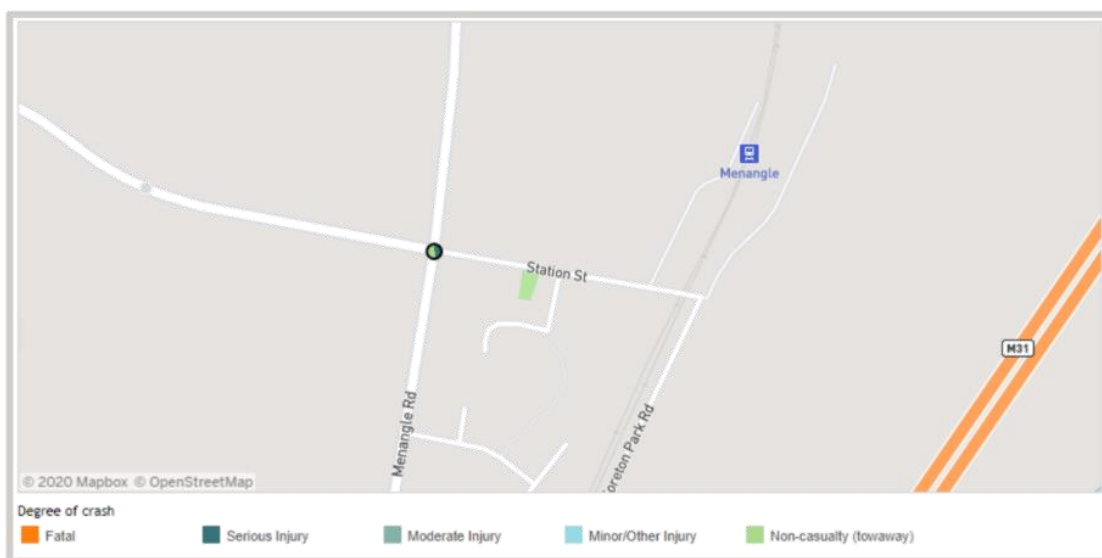 Menangle
Station St
M31
Menangle Rd
oreton Park Rd
© 2020 Mapbox © OpenStreetMap
Degree of crash
Fatal
Serious Injury
Moderate Injury
Minor/Other Injury
Non-casualty (towaway)